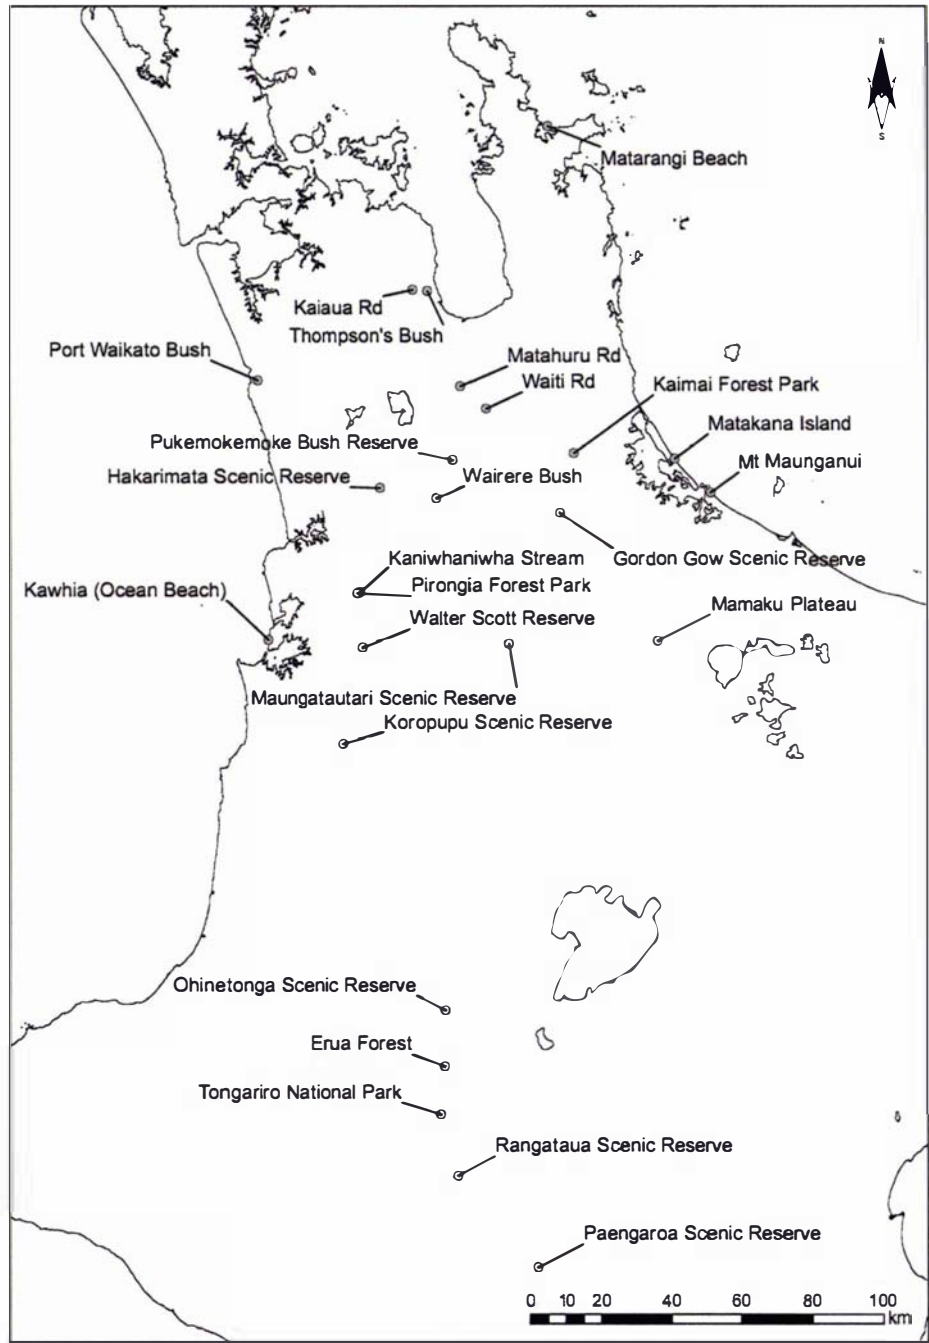 N
S
Matarangi Beach
Kaiaua Rd
Thompson's Bush
Port Waikato Bush
Matahuru Rd
Waiti Rd
Kaimai Forest Park
Matakana Island
Pukemokemoke Bush Reserve
Mt Maunganui
Hakarimata Scenic Reserve
Wairere Bush
Gordon Gow Scenic Reserve
Kaniwhaniwha Stream
Pirongia Forest Park
Kawhia (Ocean Beach)
Mamaku Plateau
Walter Scott Reserve
Maungatautari Scenic Reserve
Koropupu Scenic Reserve
Ohinetonga Scenic Reserve
Erua Forest
Tongariro National Park
Rangataua Scenic Reserve
Paengaroa Scenic Reserve
0 10 20 40 60 80 100
km